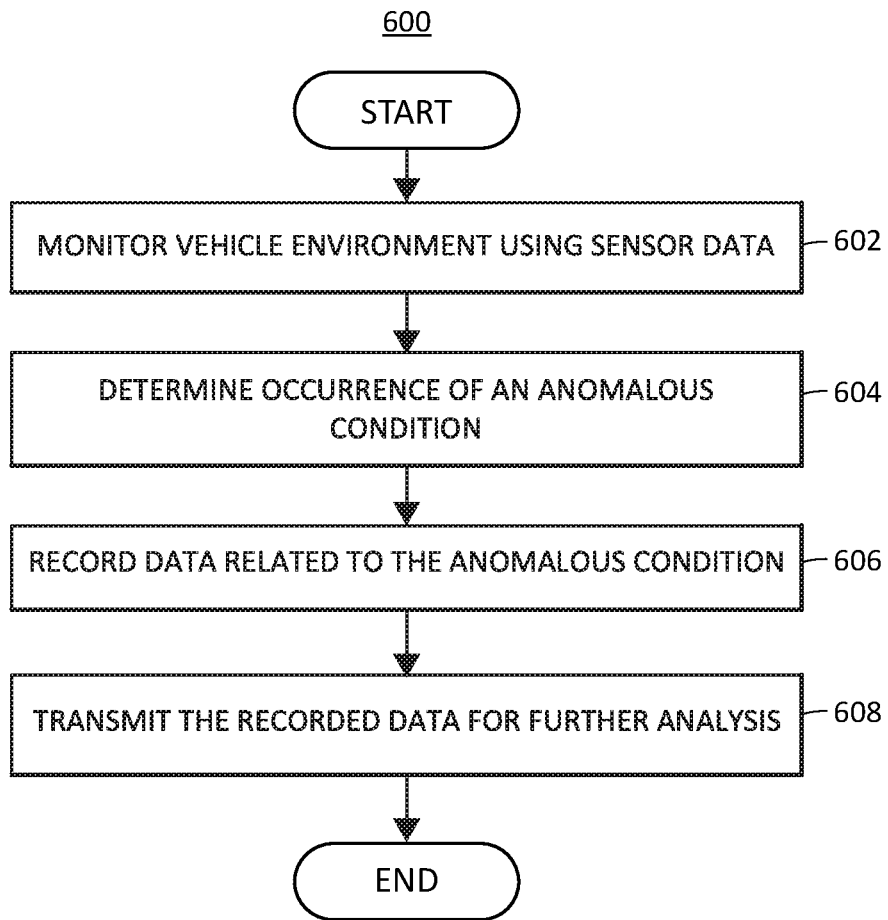 600
START
MONITOR VEHICLE ENVIRONMENT USING SENSOR DATA
602
DETERMINE OCCURRENCE OF AN ANOMALOUS
CONDITION
604
RECORD DATA RELATED TO THE ANOMALOUS CONDITION
606
TRANSMIT THE RECORDED DATA FOR FURTHER ANALYSIS
608
END